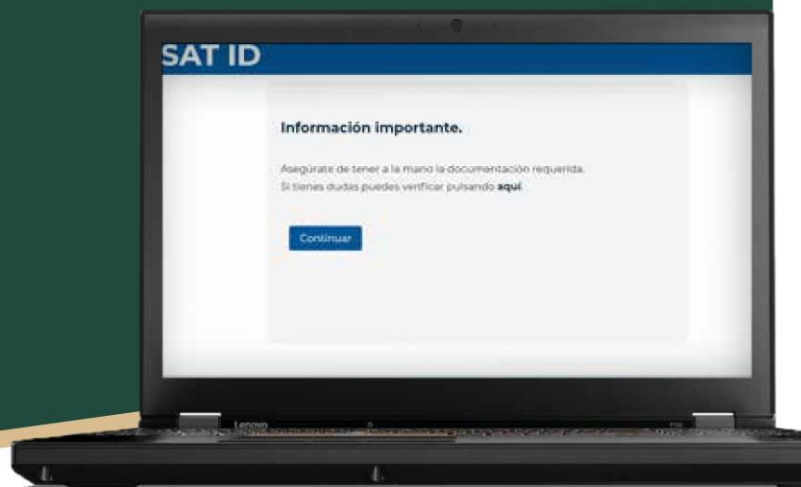 SAT ID
Información importante.
Asegúrate de tener a la mano la documentación requerida.
Si tienes dudas puedes verificar pulsando aquí.
Continuar
Lenovo